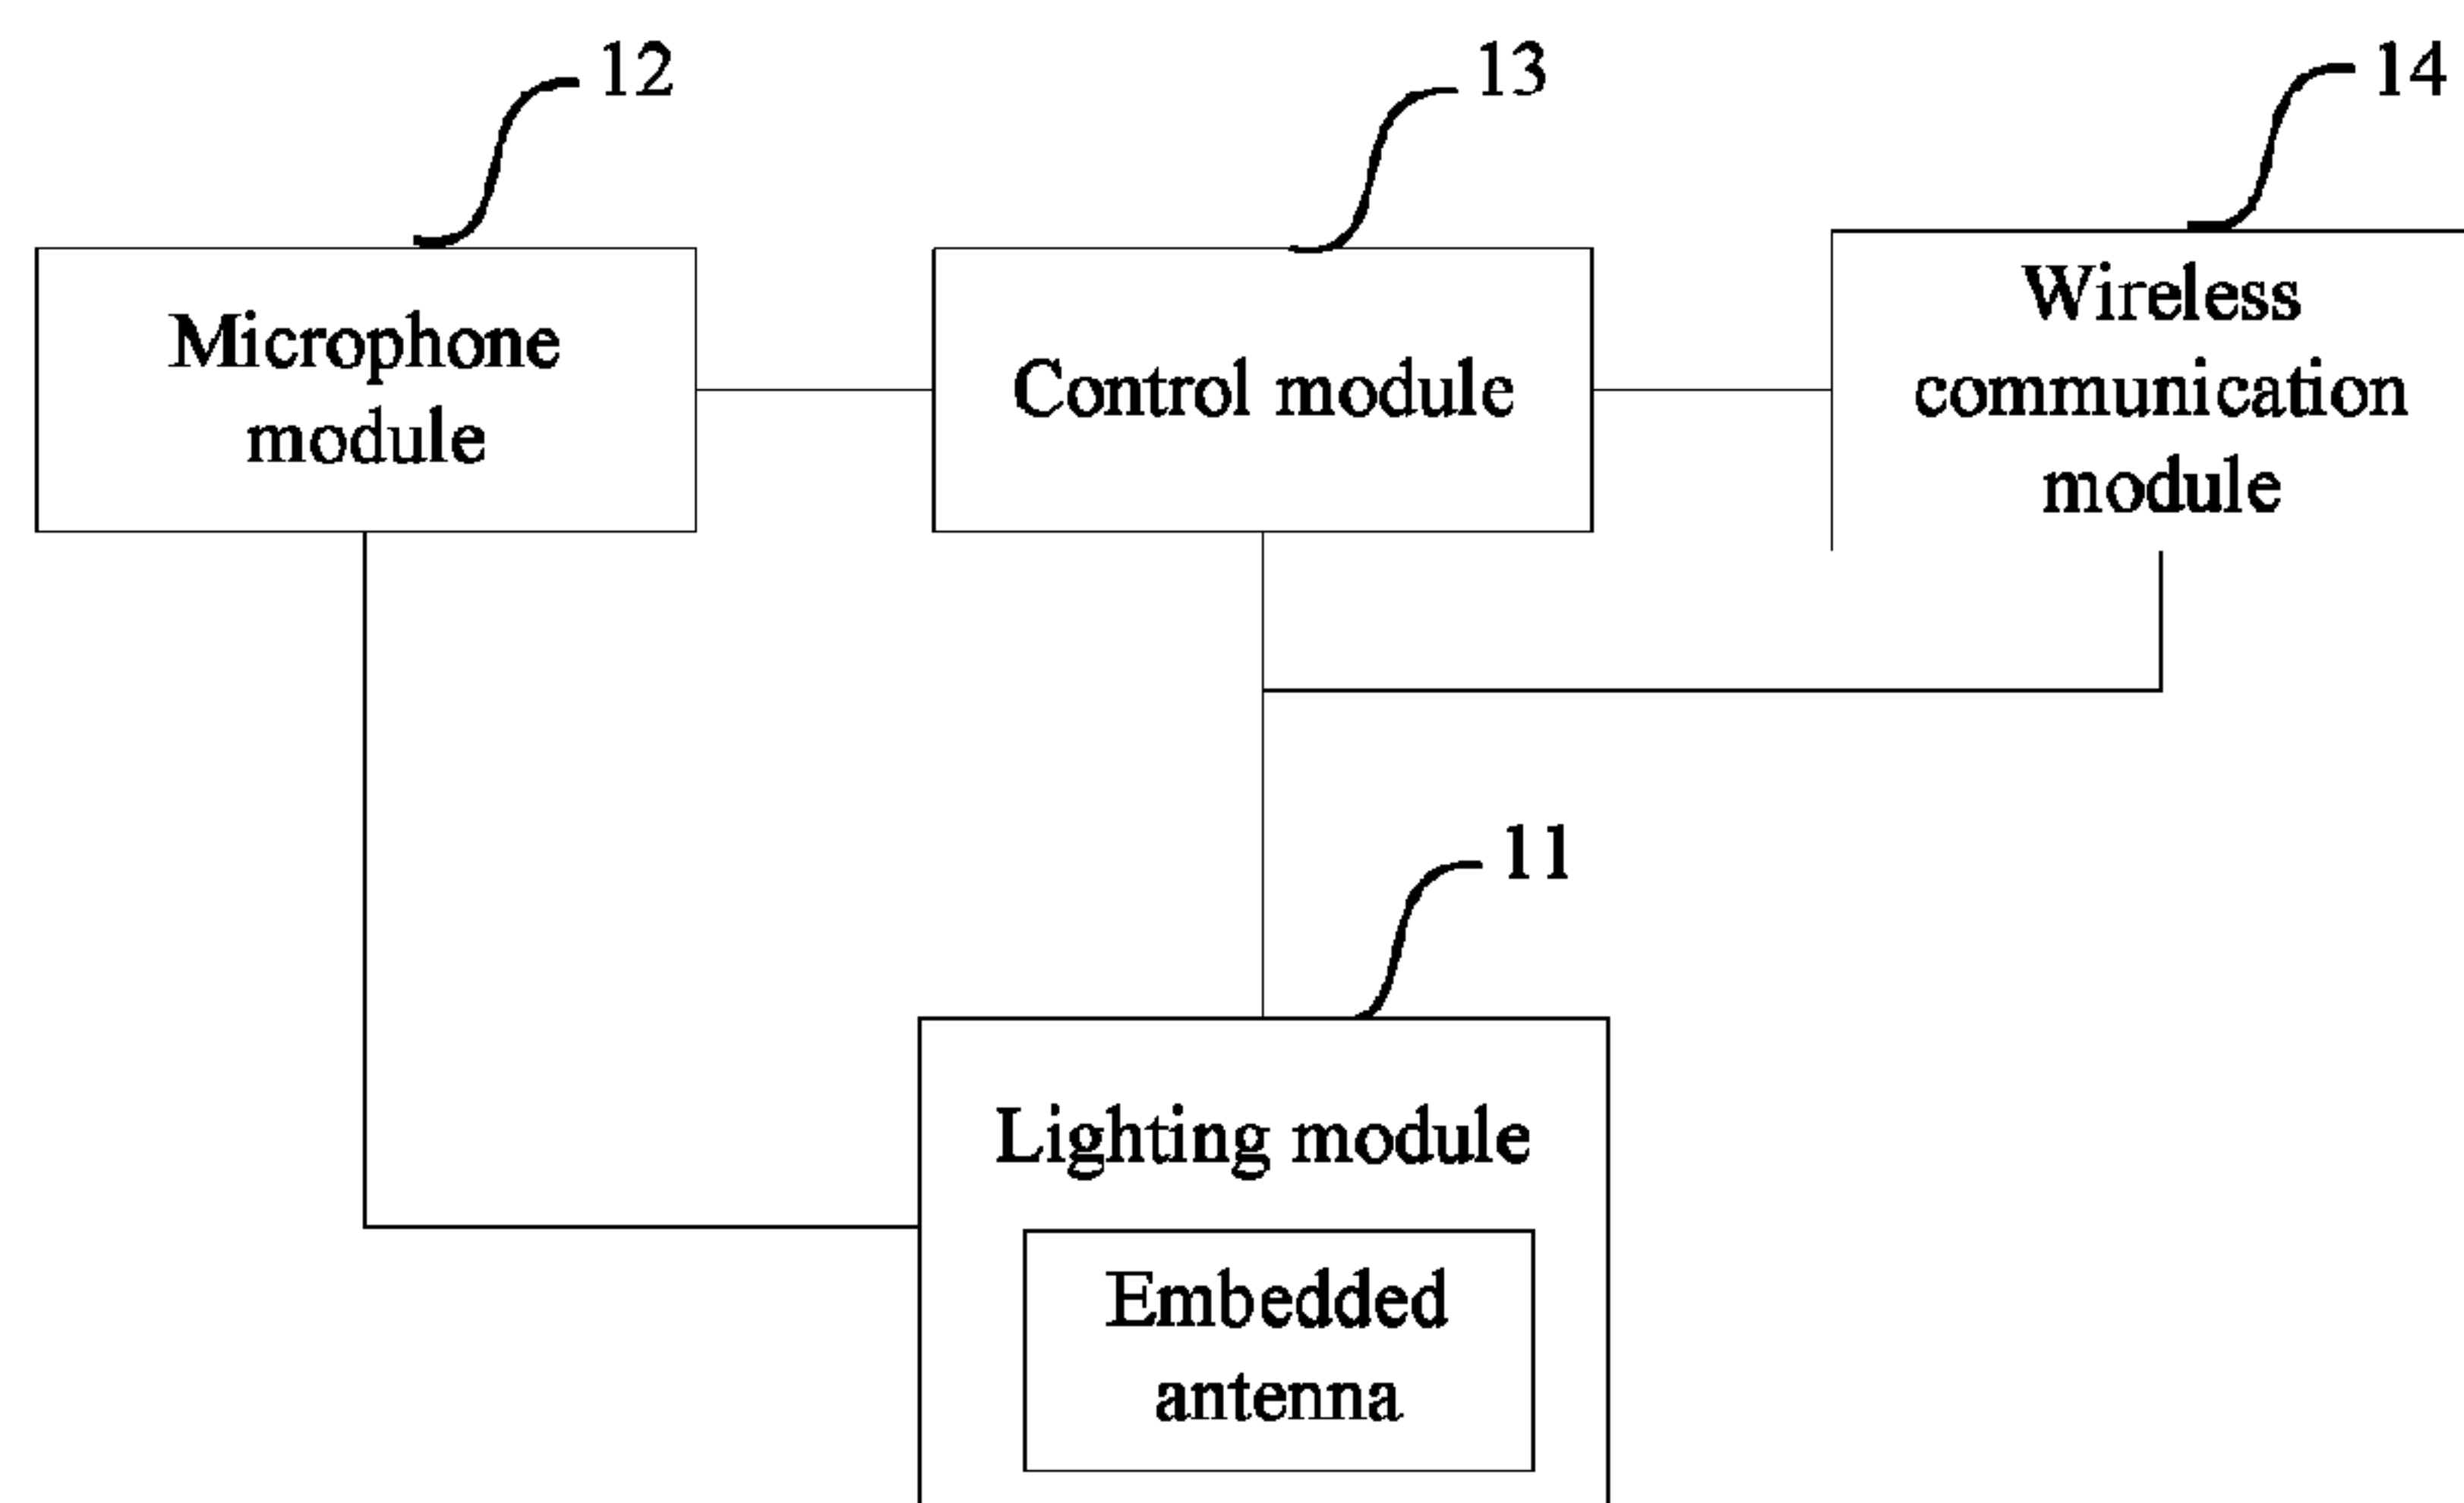 12
13
14
Microphone
module
Control module
Wireless
communication
module
11
Lighting module
Embedded
antenna